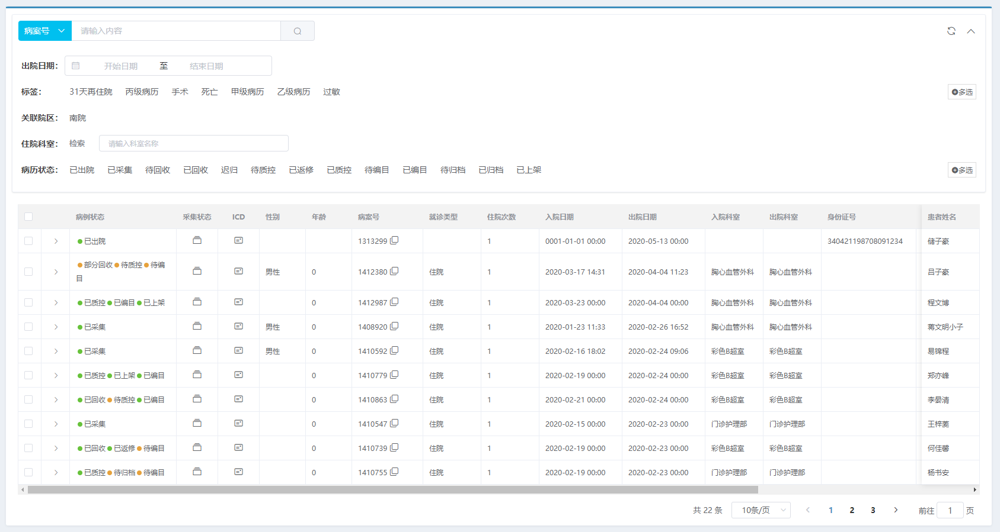 病案号 请输入内容
出院日期： 开始日期 至 结束日期
标签： 31天再住院 丙级病历 手术 死亡 甲级病历 乙级病历 过敏 多选
关联院区： 南院
住院科室： 检索 请输入科室名称
病历状态： 已出院 已采集 待回收 已回收 迟归 待质控 已返修 已质控 待编目 已编目 待归档 已归档 已上架 多选
病例状态 采集状态 ICD 性别 年龄 病案号 就诊类型 住院次数 入院日期 出院日期 入院科室 出院科室 身份证号 患者姓名
已出院 1313299 1 0001-01-01 00:00 2020-05-13 00:00 340421198708091234 储子豪
部分回收 待质控 待编
目 男性 0 1412380 住院 1 2020-03-17 14:31 2020-04-04 11:23 胸心血管外科 胸心血管外科 吕子豪
已质控 已编目 已上架 0 1412987 住院 1 2020-03-23 00:00 2020-04-04 00:00 胸心血管外科 胸心血管外科 程文博
已采集 男性 0 1408920 住院 1 2020-01-23 11:33 2020-02-26 16:52 胸心血管外科 胸心血管外科 蒋文明小子
已采集 男性 0 1410592 住院 1 2020-02-16 18:02 2020-02-24 09:06 彩色B超室 彩色B超室 易锦程
已质控 已上架 已编目 0 1410779 住院 1 2020-02-19 00:00 2020-02-24 00:00 彩色B超室 彩色B超室 郑亦峰
已回收 待质控 已编目 0 1410863 住院 1 2020-02-21 00:00 2020-02-24 00:00 彩色B超室 彩色B超室 李晏清
已采集 0 1410547 住院 1 2020-02-15 00:00 2020-02-23 00:00 门诊护理部 门诊护理部 王梓
已回收 已返修 待编目 0 1410739 住院 1 2020-02-19 00:00 2020-02-23 00:00 彩色B超室 彩色B超室 何佳馨
已质控 待归档 待编目 0 1410755 住院 1 2020-02-19 00:00 2020-02-23 00:00 门诊护理部 门诊护理部 杨书安
共 22 条 10条/页 1 2 3 前往 1 页